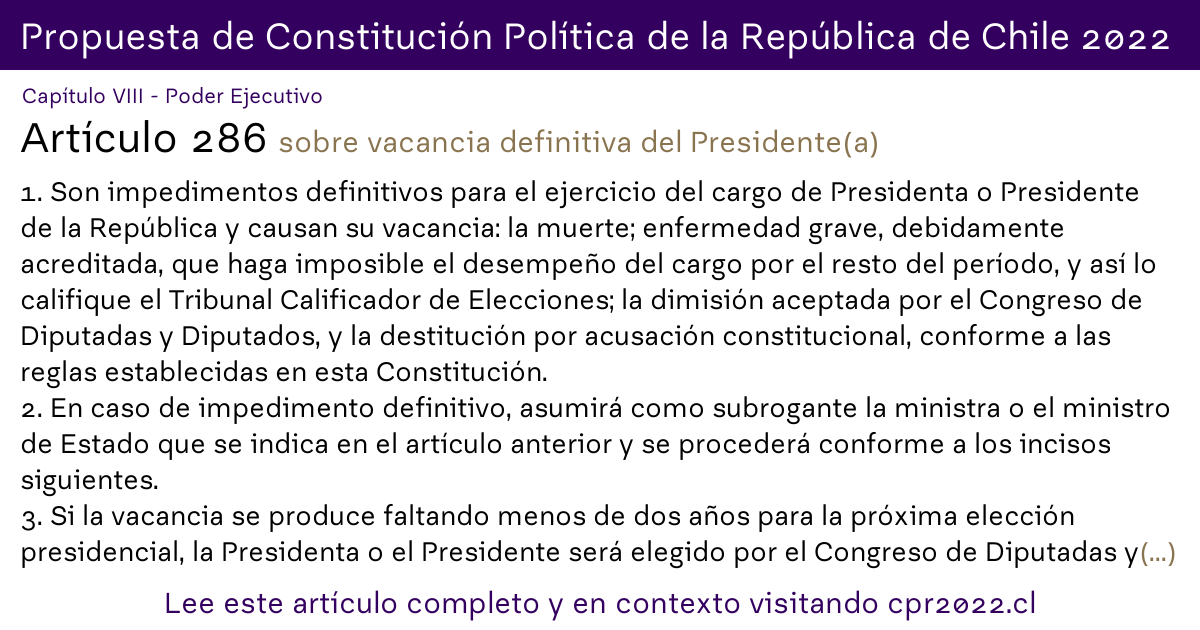 Propuesta de Constitución Política de la República de Chile 2022
Capítulo VIII - Poder Ejecutivo
Artículo 286 sobre vacancia definitiva del Presidente(a)
1. Son impedimentos definitivos para el ejercicio del cargo de Presidenta o Presidente
de la República y causan su vacancia: la muerte; enfermedad grave, debidamente
acreditada, que haga imposible el desempeño del cargo por el resto del período, y así lo
califique el Tribunal Calificador de Elecciones; la dimisión aceptada por el Congreso de
Diputadas y Diputados, y la destitución por acusación constitucional, conforme a las
reglas establecidas en esta Constitución.
2. En caso de impedimento definitivo, asumirá como subrogante la ministra o el ministro
de Estado que se indica en el artículo anterior y se procederá conforme a los incisos
siguientes.
3. Si la vacancia se produce faltando menos de dos años para la próxima elección
presidencial, la Presidenta o el Presidente será elegido por el Congreso de Diputadas y(...)
Lee este artículo completo y en contexto visitando cpr2022.cl